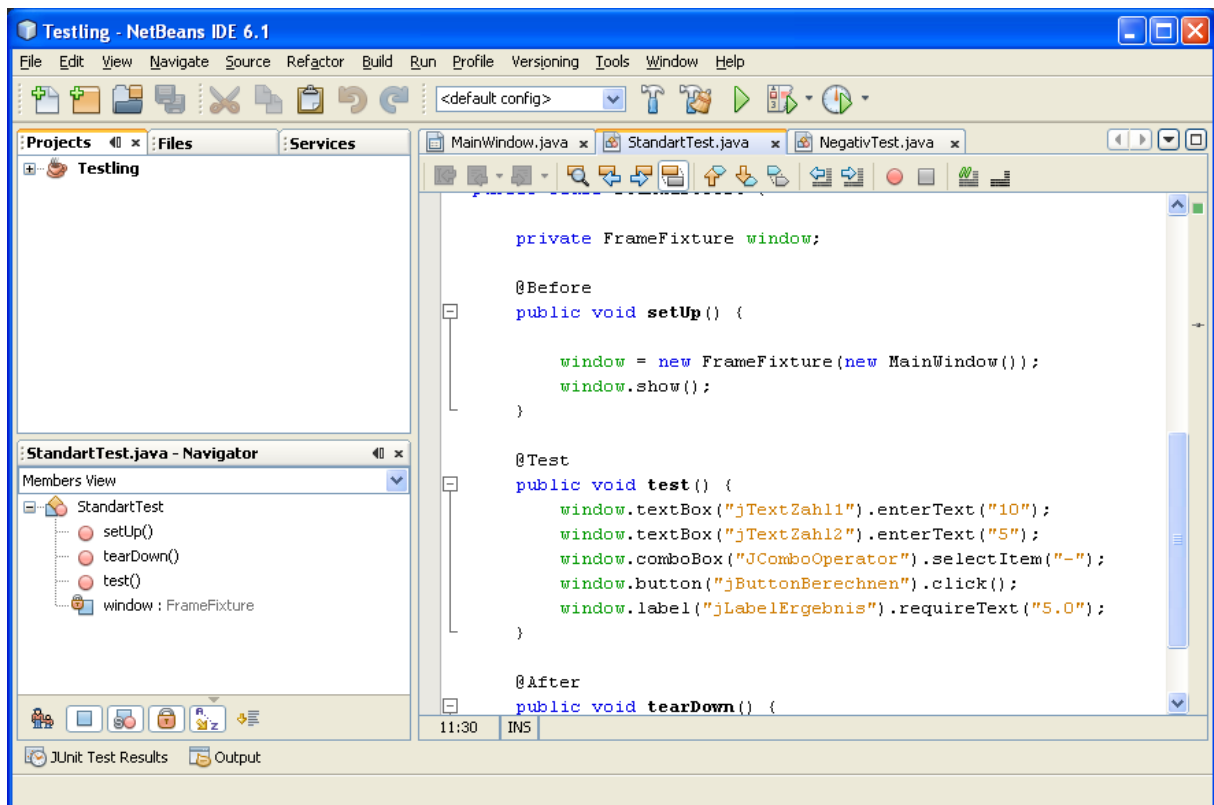 Testling - NetBeans IDE 6.1
File Edit View Navigate Source Refactor Build Run Profile Versioning Tools Window Help
<default config>
Projects Files Services
Testling
StandartTest.java - Navigator
Members View
StandartTest
setUp()
tearDown()
test()
window : FrameFixture
MainWindow.java StandartTest.java NegativTest.java
private FrameFixture window;
@Before
public void setUp() {
window = new FrameFixture(new MainWindow());
window.show();
}
@Test
public void test() {
window.textBox("jTextZahl1").enterText("10");
window.textBox("jTextZahl2").enterText("5");
window.comboBox("JComboOperator").selectItem("-");
window.button("jButtonBerechnen").click();
window.label("jLabelErgebnis").requireText("5.0");
}
@After
public void tearDown() {
11:30 INS
JUnit Test Results Output